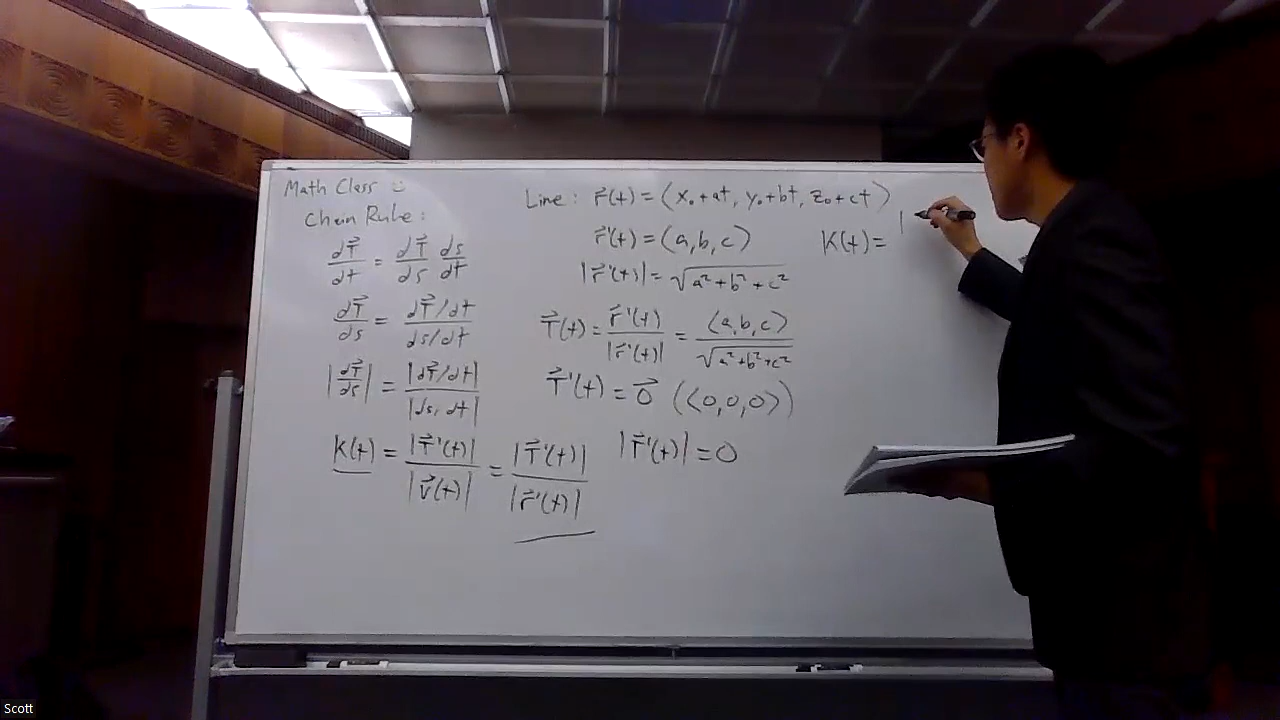 Math Class ☺
Chain Rule:
dT⃗/dt = dT⃗/ds ds/dt
dT⃗/ds = (dT⃗/dt)/(ds/dt)
|dT⃗/ds| = |dT⃗/dt|/|ds/dt|
K(t) = |T⃗'(t)|/|v⃗(t)| = |T⃗'(t)|/|r⃗'(t)|
Line: r⃗(t) = ⟨x₀+at, y₀+bt, z₀+ct⟩
r⃗'(t) = ⟨a,b,c⟩
|r⃗'(t)| = √(a²+b²+c²)
T⃗(t) = r⃗'(t)/|r⃗'(t)| = ⟨a,b,c⟩/√(a²+b²+c²)
T⃗'(t) = 0⃗ (⟨0,0,0⟩)
|T⃗'(t)| = 0
K(t) = |
Scott